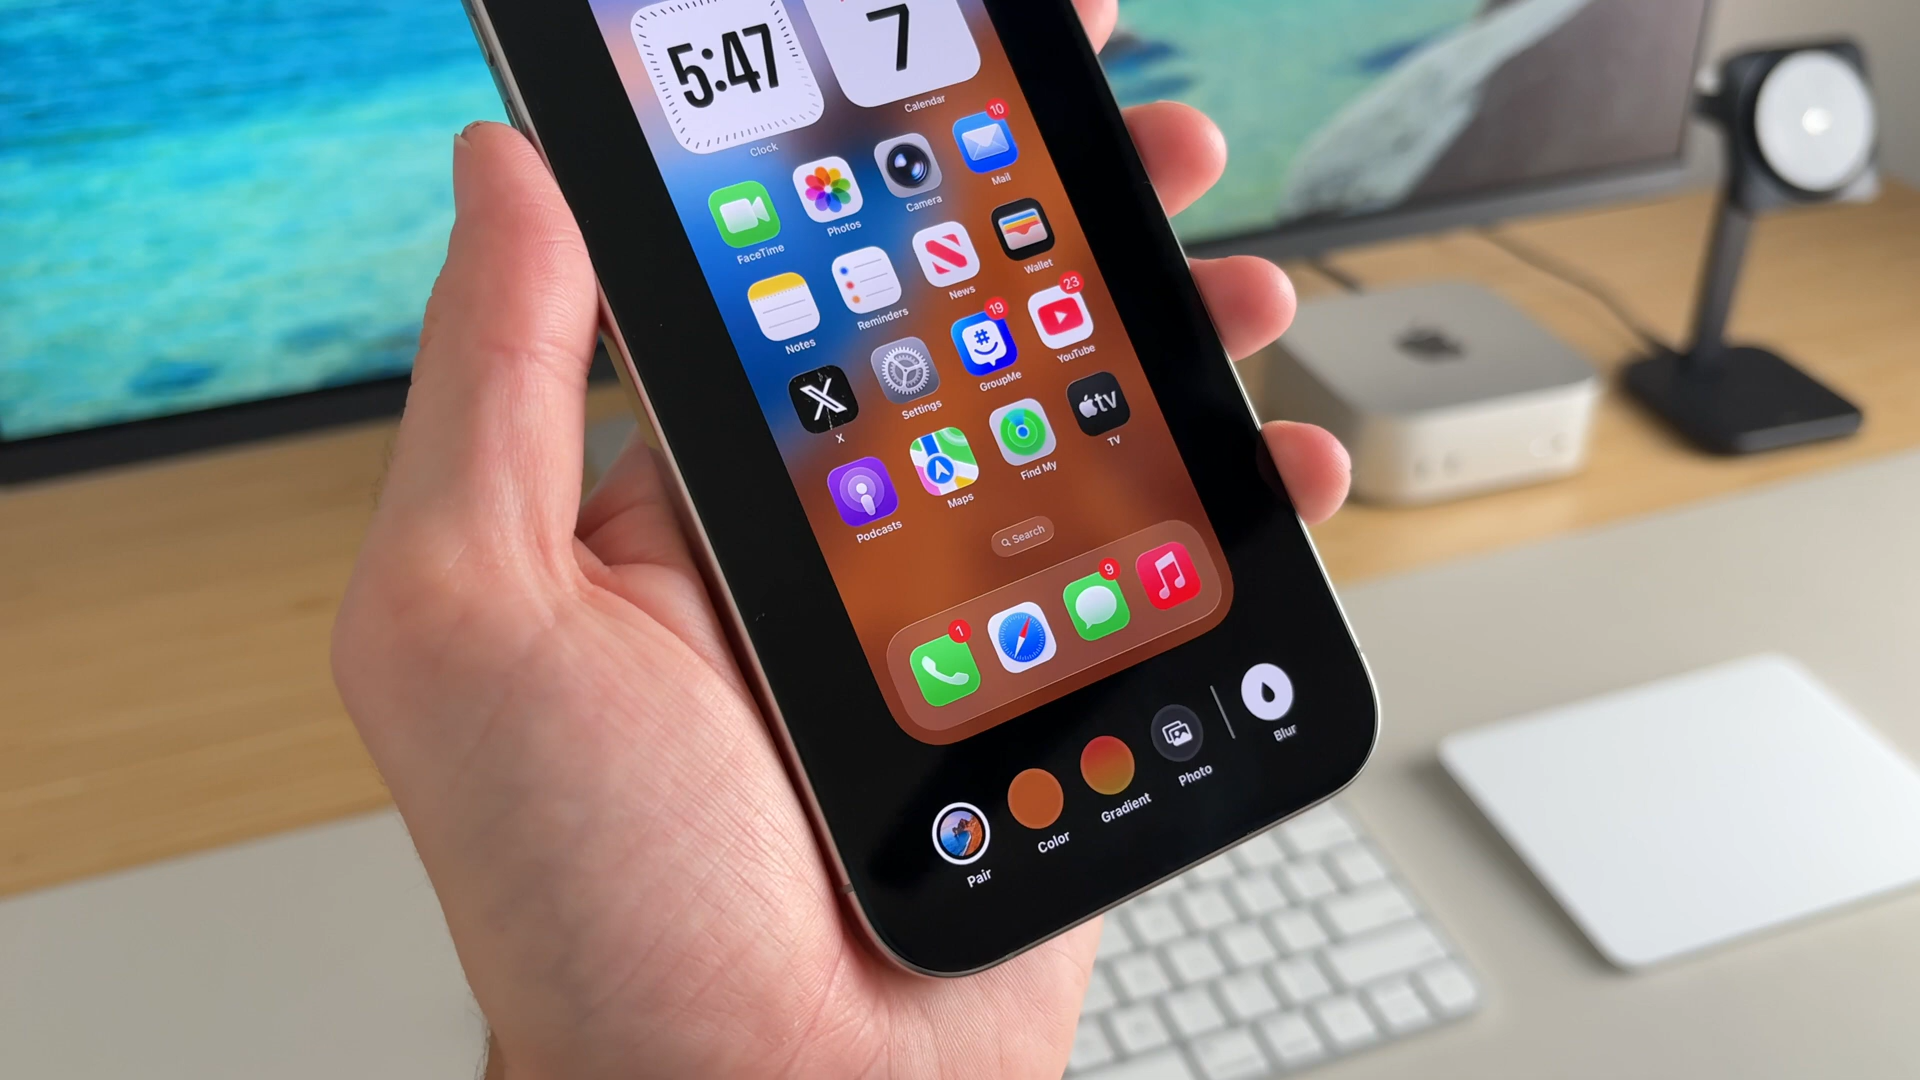 5:47
7
Clock
Calendar
10
FaceTime
Photos
Camera
Mail
Notes
Reminders
News
Wallet
19
23
X
Settings
GroupMe
YouTube
tv
Podcasts
Maps
Find My
TV
Search
1
9
Pair
Color
Gradient
Photo
Blur